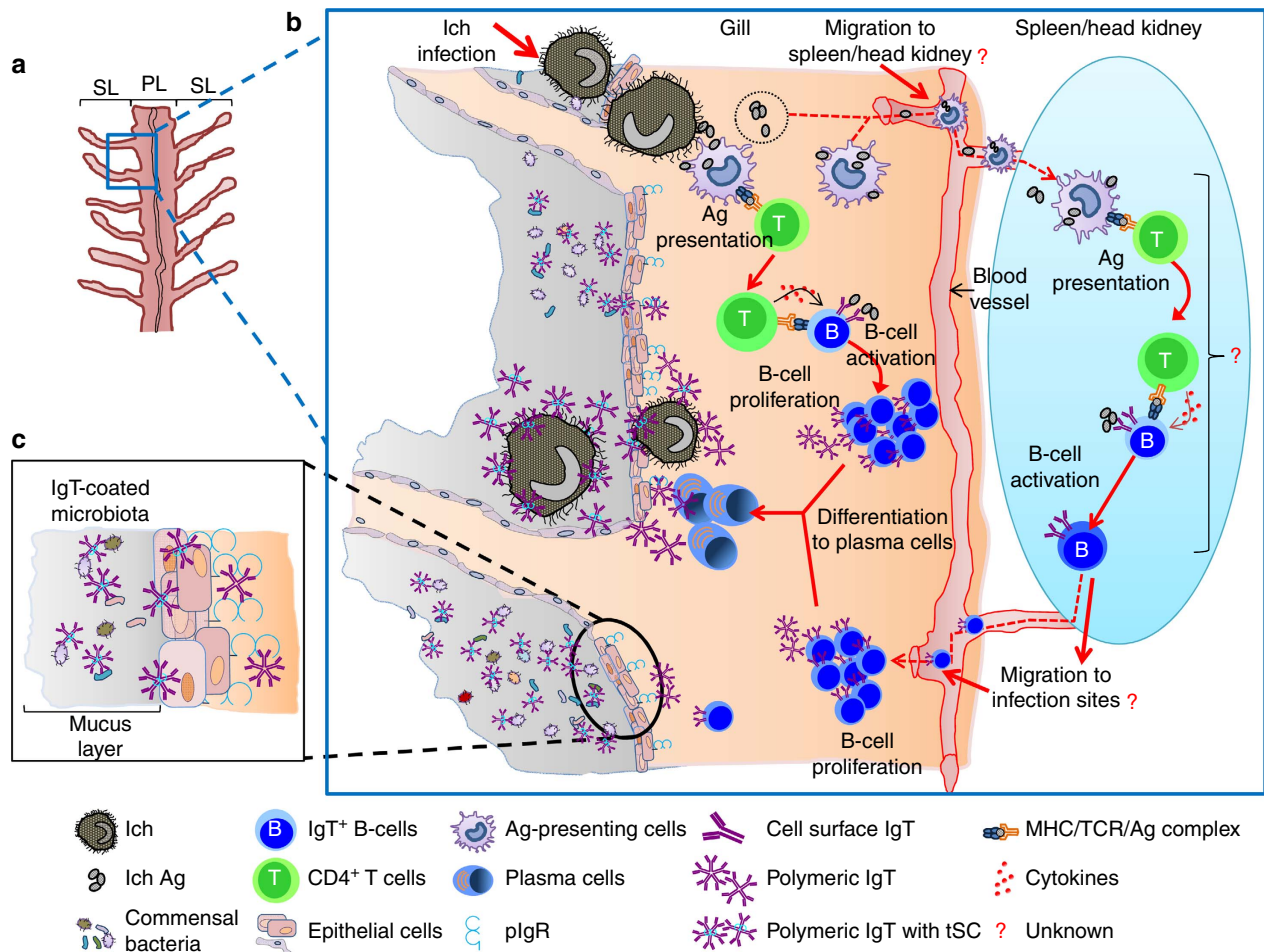 a
SL
PL
SL
b
Ich
infection
Gill
Migration to
spleen/head kidney ?
Spleen/head kidney
Ag
presentation
T
T
B
B-cell
activation
B-cell
proliferation
Blood
vessel
T
Ag
presentation
T
?
B
B-cell
activation
B
Differentiation
to plasma cells
Migration to
infection sites ?
B-cell
proliferation
c
IgT-coated
microbiota
Mucus
layer
Ich
B
IgT⁺ B-cells
Ag-presenting cells
Cell surface IgT
MHC/TCR/Ag complex
Ich Ag
T
CD4⁺ T cells
Plasma cells
Polymeric IgT
Cytokines
Commensal
bacteria
Epithelial cells
pIgR
Polymeric IgT with tSC
? Unknown